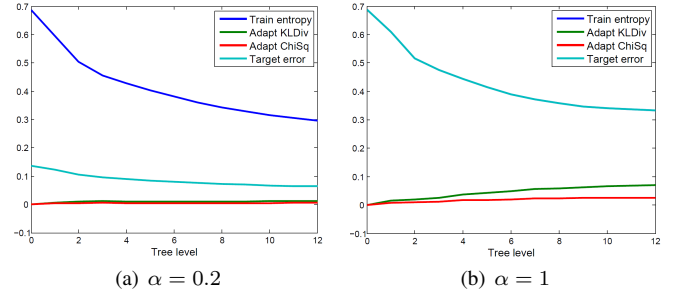 0.7
0.6
0.5
0.4
0.3
0.2
0.1
0
-0.1
0 2 4 6 8 10 12
Tree level
Train entropy
Adapt KLDiv
Adapt ChiSq
Target error
(a) α = 0.2
0.7
0.6
0.5
0.4
0.3
0.2
0.1
0
-0.1
0 2 4 6 8 10 12
Tree level
Train entropy
Adapt KLDiv
Adapt ChiSq
Target error
(b) α = 1